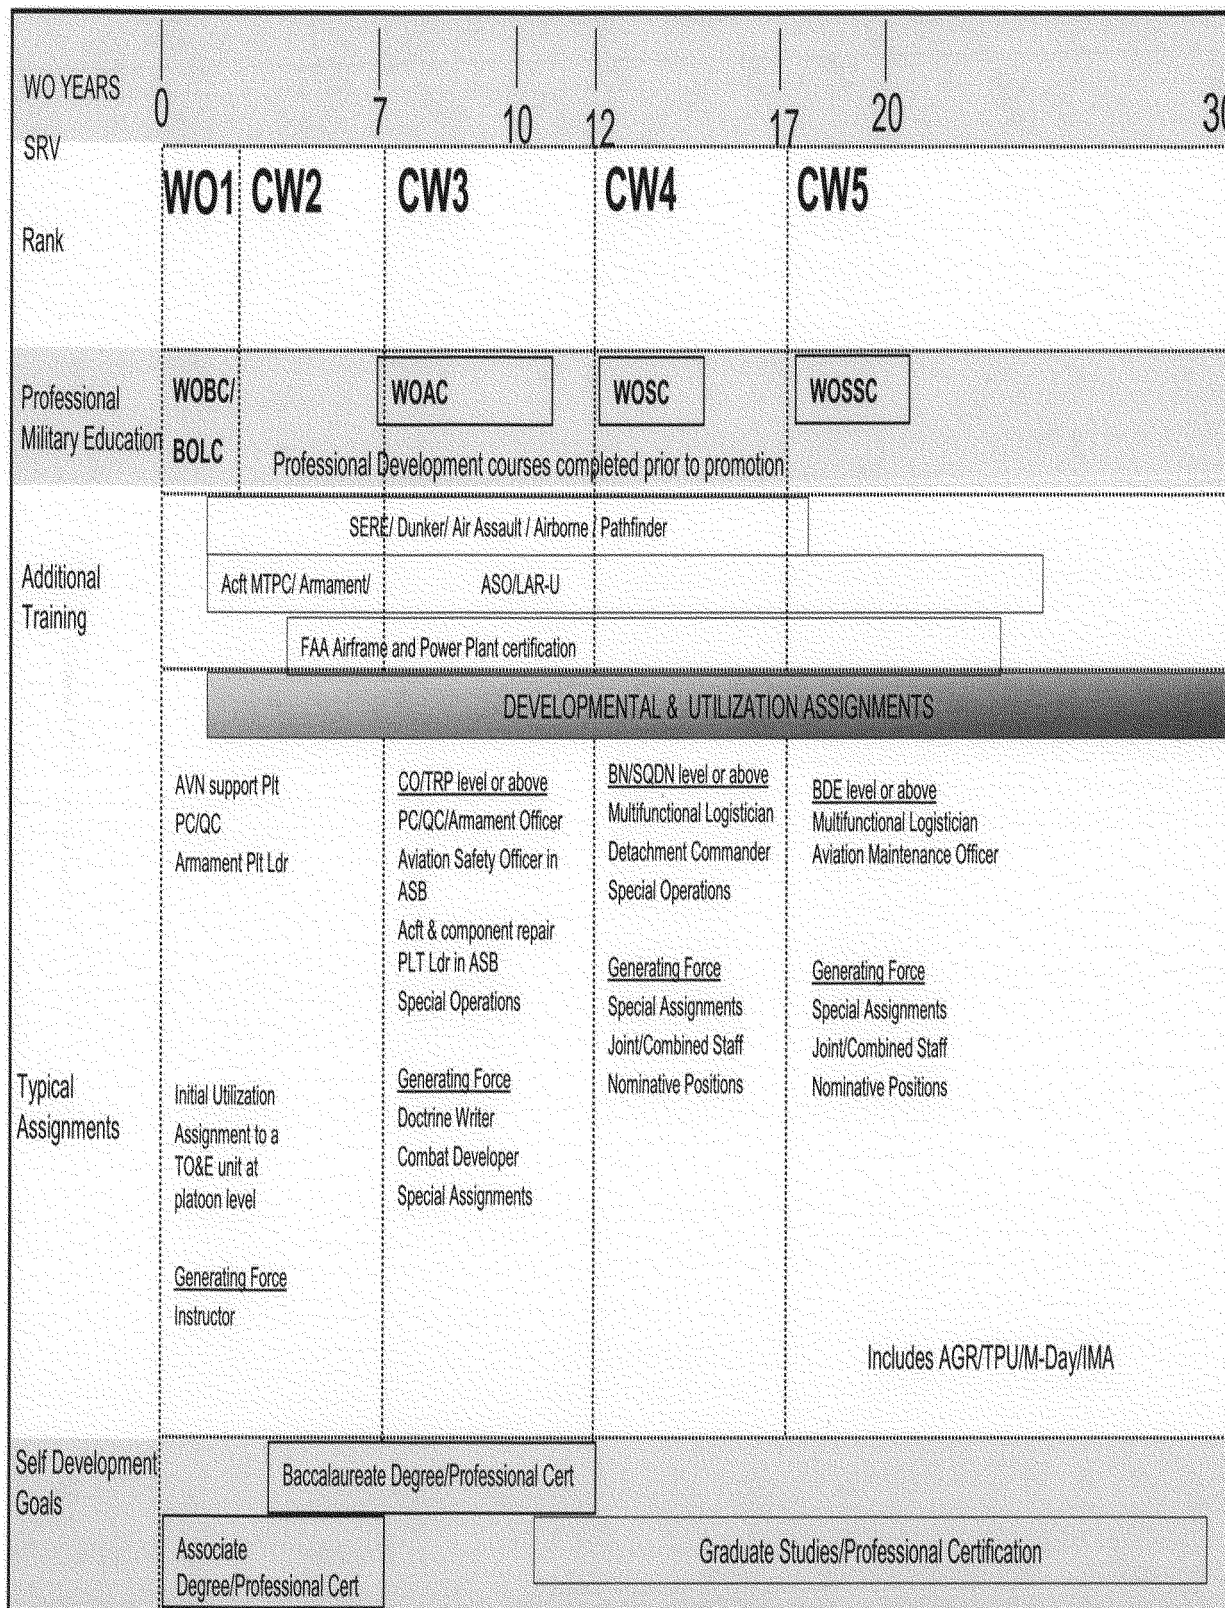 WO YEARS
0
7
10
12
17
20
30
SRV
Rank
WO1
CW2
CW3
CW4
CW5
Professional
Military Education
WOBC/
BOLC
WOAC
WOSC
WOSSC
Professional Development courses completed prior to promotion
Additional
Training
SERE/ Dunker/ Air Assault / Airborne / Pathfinder
Acft MTPC/ Armament/
ASO/LAR-U
FAA Airframe and Power Plant certification
DEVELOPMENTAL & UTILIZATION ASSIGNMENTS
Typical
Assignments
AVN support Plt
PC/QC
Armament Plt Ldr
Initial Utilization
Assignment to a
TO&E unit at
platoon level
Generating Force
Instructor
CO/TRP level or above
PC/QC/Armament Officer
Aviation Safety Officer in
ASB
Acft & component repair
PLT Ldr in ASB
Special Operations
Generating Force
Doctrine Writer
Combat Developer
Special Assignments
BN/SQDN level or above
Multifunctional Logistician
Detachment Commander
Special Operations
Generating Force
Special Assignments
Joint/Combined Staff
Nominative Positions
BDE level or above
Multifunctional Logistician
Aviation Maintenance Officer
Generating Force
Special Assignments
Joint/Combined Staff
Nominative Positions
Includes AGR/TPU/M-Day/IMA
Self Development
Goals
Baccalaureate Degree/Professional Cert
Associate
Degree/Professional Cert
Graduate Studies/Professional Certification